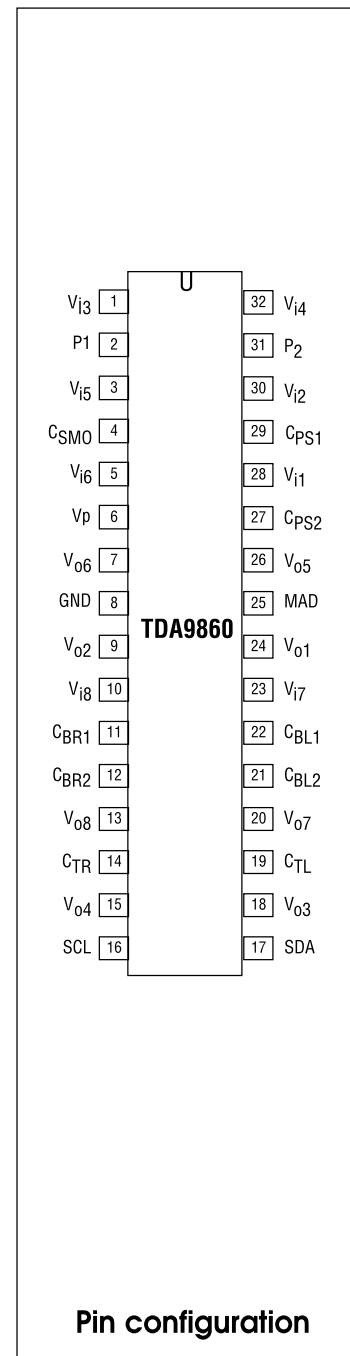 Vi3 1 32 Vi4
P1 2 31 P2
Vi5 3 30 Vi2
CSMO 4 29 CPS1
Vi6 5 28 Vi1
Vp 6 27 CPS2
Vo6 7 26 Vo5
GND 8 25 MAD
TDA9860
Vo2 9 24 Vo1
Vi8 10 23 Vi7
CBR1 11 22 CBL1
CBR2 12 21 CBL2
Vo8 13 20 Vo7
CTR 14 19 CTL
Vo4 15 18 Vo3
SCL 16 17 SDA
Pin configuration